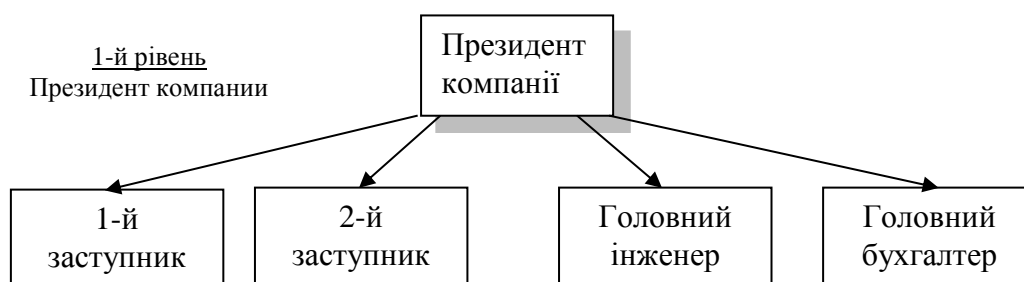 Президент
компанії
1-й рівень
Президент компании
1-й
заступник
2-й
заступник
Головний
інженер
Головний
бухгалтер